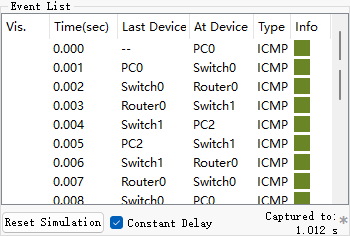 Event List
Vis. Time(sec) Last Device At Device Type Info
0.000 -- PC0 ICMP
0.001 PC0 Switch0 ICMP
0.002 Switch0 Router0 ICMP
0.003 Router0 Switch1 ICMP
0.004 Switch1 PC2 ICMP
0.005 PC2 Switch1 ICMP
0.006 Switch1 Router0 ICMP
0.007 Router0 Switch0 ICMP
0.008 Switch0 PC0 ICMP
Reset Simulation Constant Delay Captured to: *
1.012 s